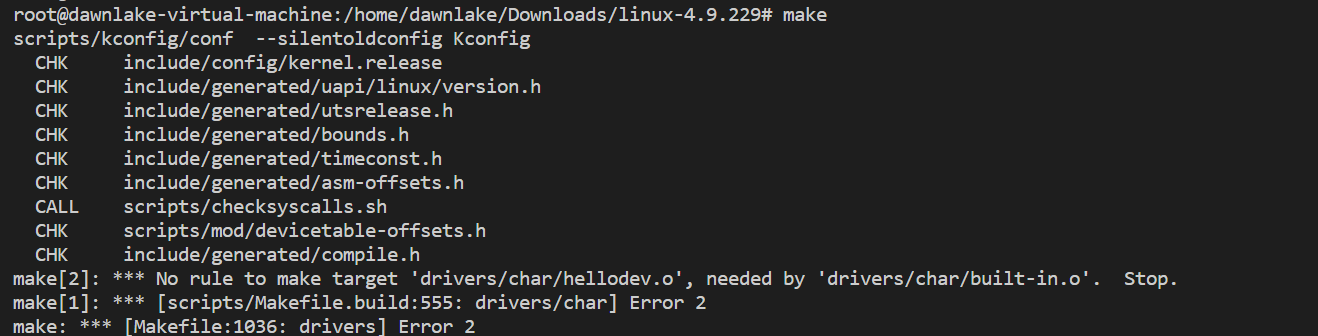 root@dawnlake-virtual-machine:/home/dawnlake/Downloads/linux-4.9.229# make
scripts/kconfig/conf  --silentoldconfig Kconfig
  CHK     include/config/kernel.release
  CHK     include/generated/uapi/linux/version.h
  CHK     include/generated/utsrelease.h
  CHK     include/generated/bounds.h
  CHK     include/generated/timeconst.h
  CHK     include/generated/asm-offsets.h
  CALL    scripts/checksyscalls.sh
  CHK     scripts/mod/devicetable-offsets.h
  CHK     include/generated/compile.h
make[2]: *** No rule to make target 'drivers/char/hellodev.o', needed by 'drivers/char/built-in.o'.  Stop.
make[1]: *** [scripts/Makefile.build:555: drivers/char] Error 2
make: *** [Makefile:1036: drivers] Error 2